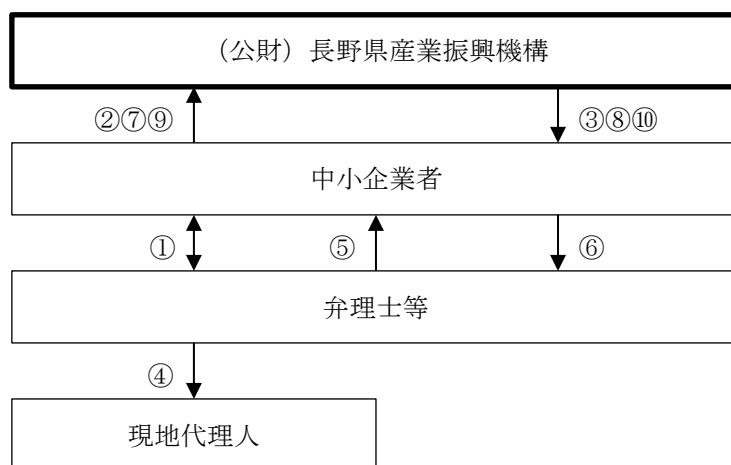 （公財）長野県産業振興機構
②⑦⑨
③⑧⑩
中小企業者
①
⑤
⑥
弁理士等
④
現地代理人